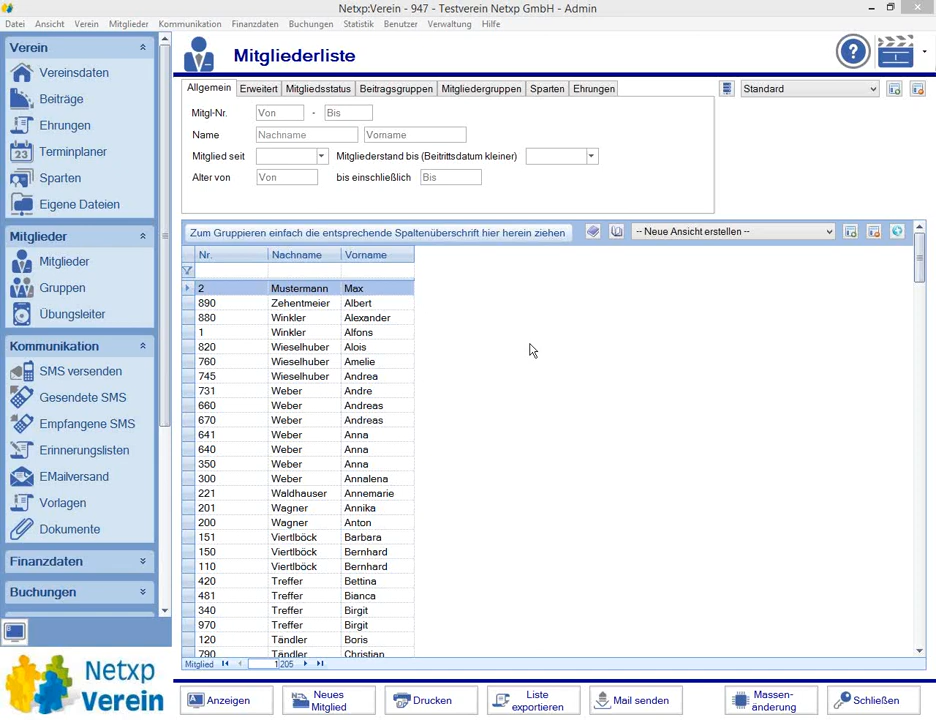 Netxp:Verein - 947 - Testverein Netxp GmbH - Admin
Datei Ansicht Verein Mitglieder Kommunikation Finanzdaten Buchungen Statistik Benutzer Verwaltung Hilfe
Verein
Vereinsdaten
Beiträge
Ehrungen
Terminplaner
Sparten
Eigene Dateien
Mitglieder
Mitglieder
Gruppen
Übungsleiter
Kommunikation
SMS versenden
Gesendete SMS
Empfangene SMS
Erinnerungslisten
EMailversand
Vorlagen
Dokumente
Finanzdaten
Buchungen
Netxp
Verein
Mitgliederliste
Allgemein Erweitert Mitgliedsstatus Beitragsgruppen Mitgliedergruppen Sparten Ehrungen
Standard
Mitgl-Nr. Von - Bis
Name Nachname Vorname
Mitglied seit Mitgliederstand bis (Beitrittsdatum kleiner)
Alter von Von bis einschließlich Bis
Zum Gruppieren einfach die entsprechende Spaltenüberschrift hier herein ziehen
-- Neue Ansicht erstellen --
Nr. Nachname Vorname
2 Mustermann Max
890 Zehentmeier Albert
880 Winkler Alexander
1 Winkler Alfons
820 Wieselhuber Alois
760 Wieselhuber Amelie
745 Wieselhuber Andrea
731 Weber Andre
660 Weber Andreas
670 Weber Andreas
641 Weber Anna
640 Weber Anna
350 Weber Anna
300 Weber Annalena
221 Waldhauser Annemarie
201 Wagner Annika
200 Wagner Anton
151 Viertlböck Barbara
150 Viertlböck Bernhard
110 Viertlböck Bernhard
420 Treffer Bettina
481 Treffer Bianca
340 Treffer Birgit
970 Treffer Birgit
120 Tändler Boris
790 Tändler Christian
Mitglied 1|205
Anzeigen
Neues Mitglied
Drucken
Liste exportieren
Mail senden
Massen-änderung
Schließen